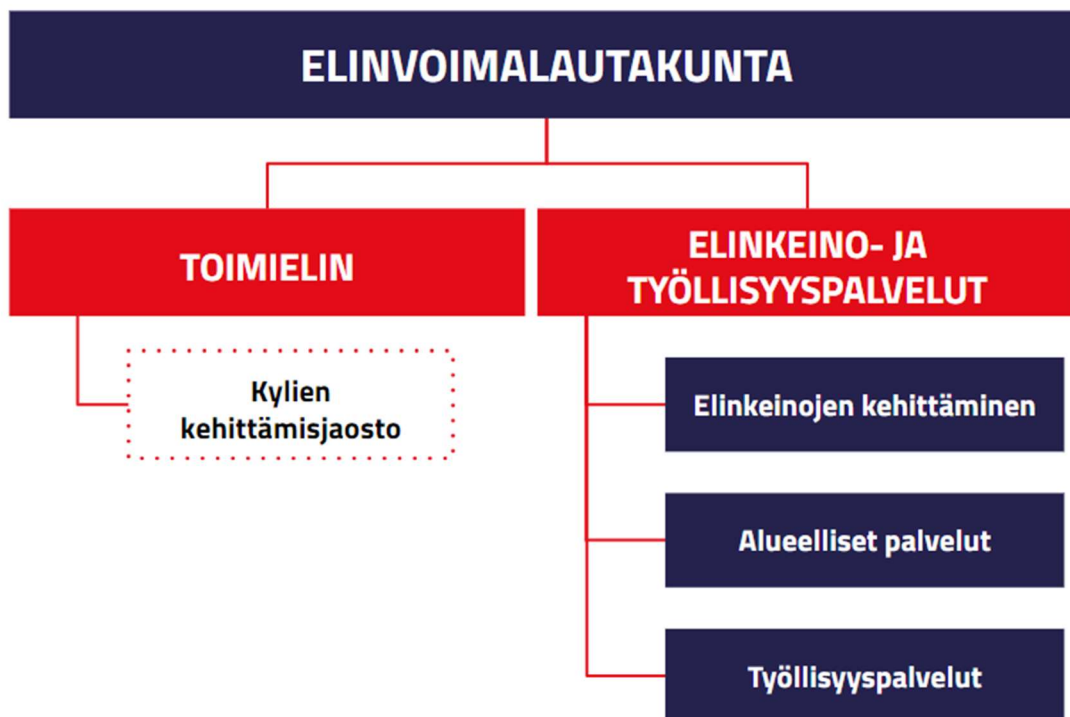 ELINVOIMALAUTAKUNTA
TOIMIELIN
Kylien
kehittämisjaosto
ELINKEINO- JA
TYÖLLISYYSPALVELUT
Elinkeinojen kehittäminen
Alueelliset palvelut
Työllisyyspalvelut